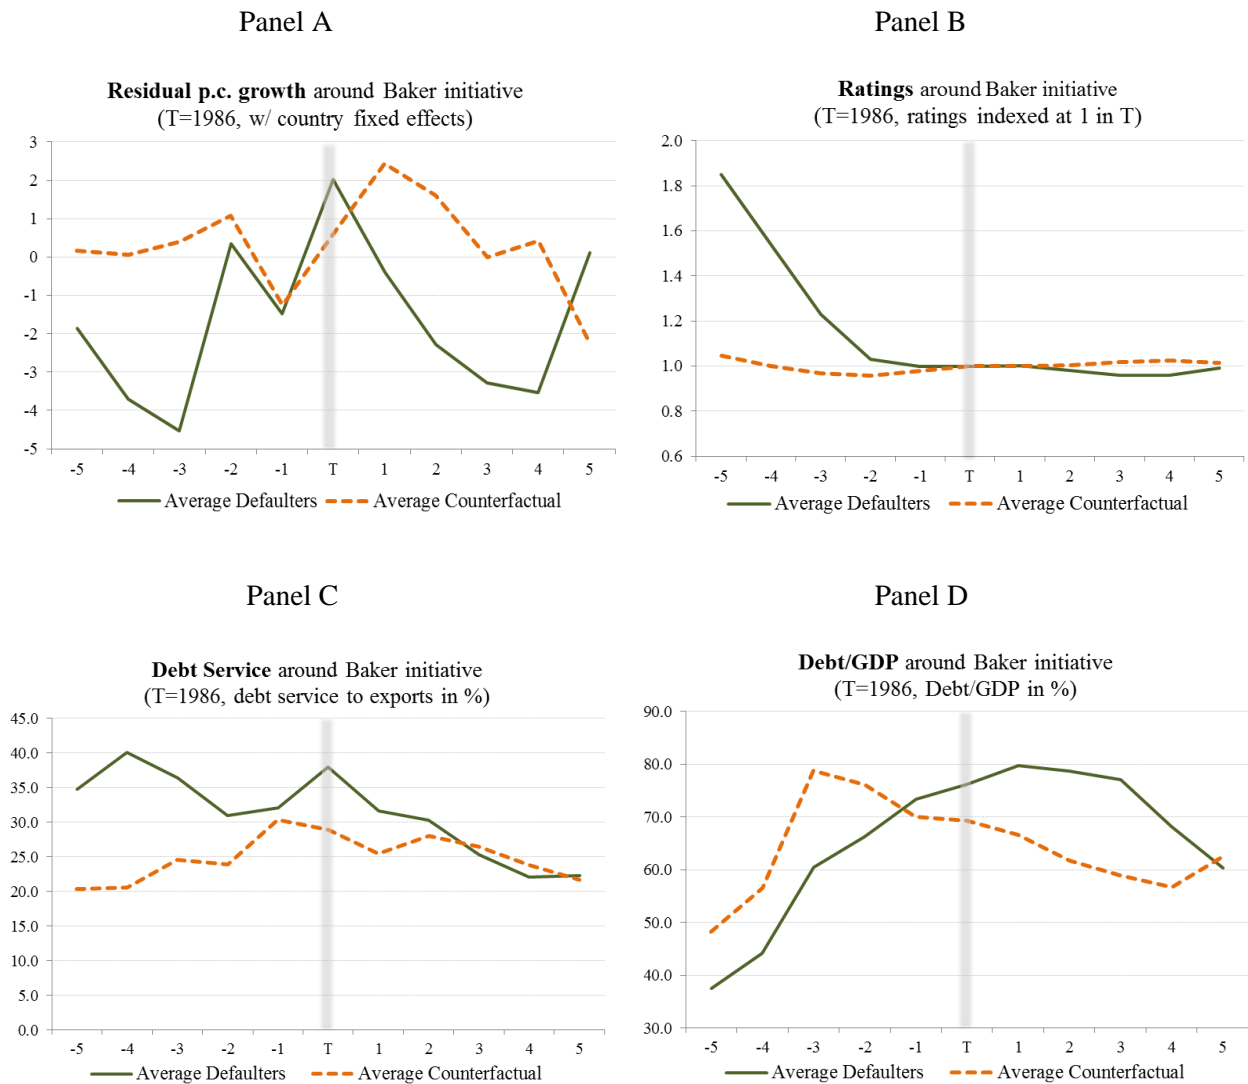 Panel A
Residual p.c. growth around Baker initiative
(T=1986, w/ country fixed effects)
3
2
1
0
-1
-2
-3
-4
-5
-5 -4 -3 -2 -1 T 1 2 3 4 5
Average Defaulters Average Counterfactual
Panel B
Ratings around Baker initiative
(T=1986, ratings indexed at 1 in T)
2.0
1.8
1.6
1.4
1.2
1.0
0.8
0.6
-5 -4 -3 -2 -1 T 1 2 3 4 5
Average Defaulters Average Counterfactual
Panel C
Debt Service around Baker initiative
(T=1986, debt service to exports in %)
45.0
40.0
35.0
30.0
25.0
20.0
15.0
10.0
5.0
0.0
-5 -4 -3 -2 -1 T 1 2 3 4 5
Average Defaulters Average Counterfactual
Panel D
Debt/GDP around Baker initiative
(T=1986, Debt/GDP in %)
90.0
80.0
70.0
60.0
50.0
40.0
30.0
-5 -4 -3 -2 -1 T 1 2 3 4 5
Average Defaulters Average Counterfactual